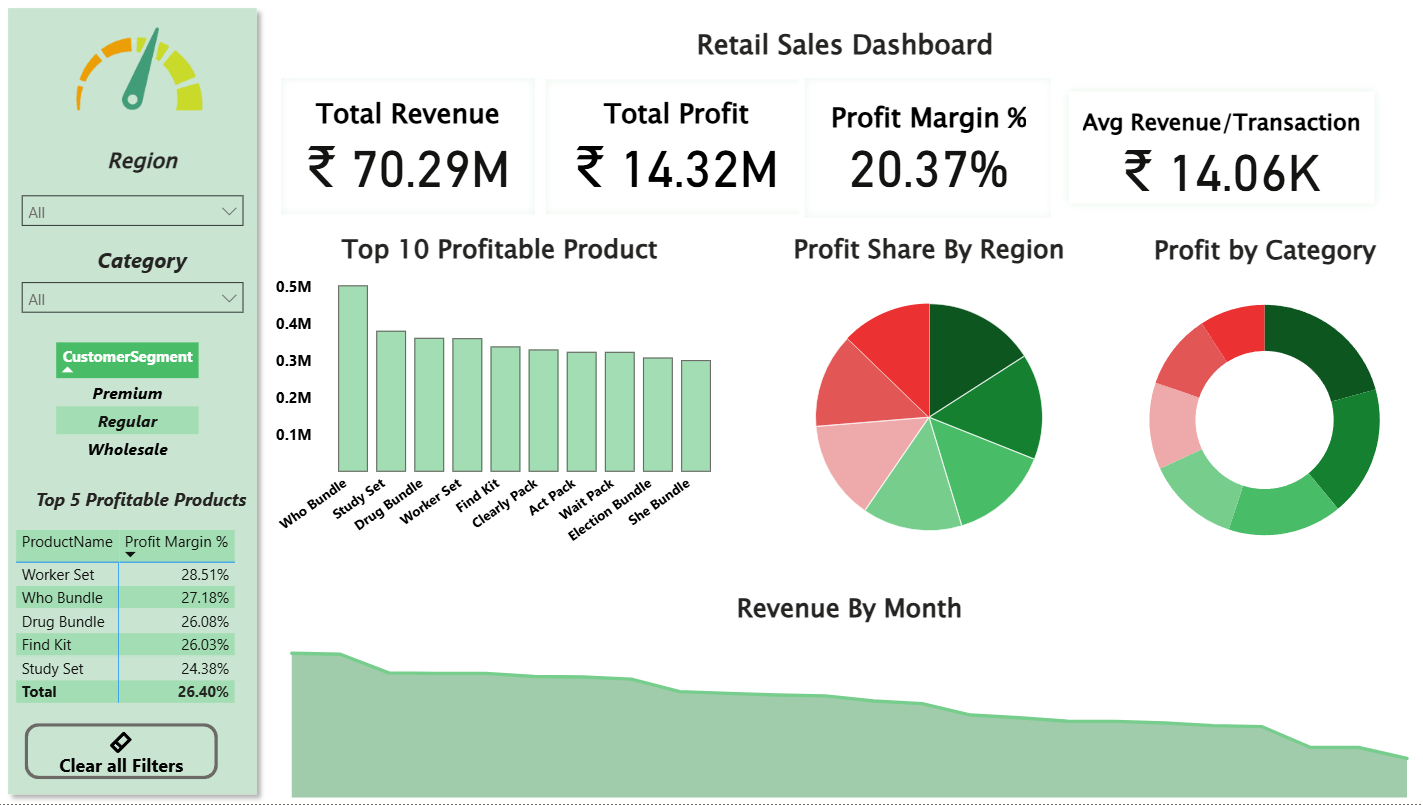 Retail Sales Dashboard
Region
All
Category
All
CustomerSegment
Premium
Regular
Wholesale
Top 5 Profitable Products
ProductName Profit Margin %
Worker Set 28.51%
Who Bundle 27.18%
Drug Bundle 26.08%
Find Kit 26.03%
Study Set 24.38%
Total 26.40%
Clear all Filters
Total Revenue
₹ 70.29M
Total Profit
₹ 14.32M
Profit Margin %
20.37%
Avg Revenue/Transaction
₹ 14.06K
Top 10 Profitable Product
0.5M
0.4M
0.3M
0.2M
0.1M
Who Bundle
Study Set
Drug Bundle
Worker Set
Find Kit
Clearly Pack
Act Pack
Wait Pack
Election Bundle
She Bundle
Profit Share By Region
Profit by Category
Revenue By Month